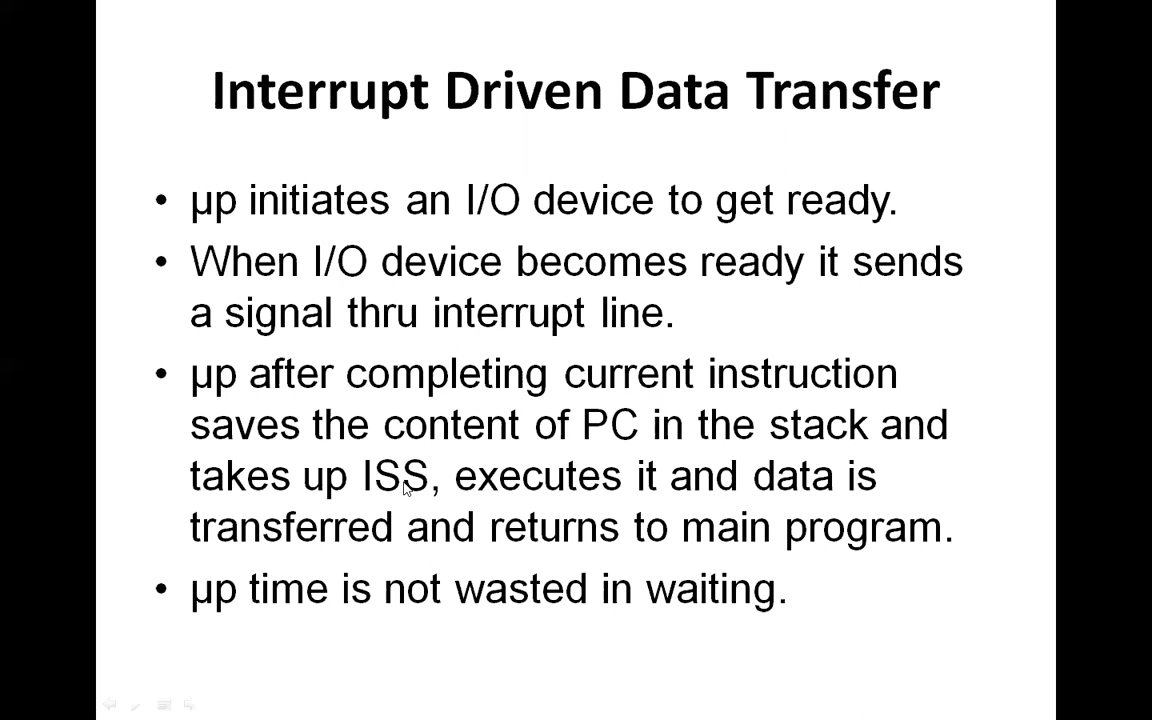 Interrupt Driven Data Transfer
• µp initiates an I/O device to get ready.
• When I/O device becomes ready it sends
a signal thru interrupt line.
• µp after completing current instruction
saves the content of PC in the stack and
takes up ISS, executes it and data is
transferred and returns to main program.
• µp time is not wasted in waiting.